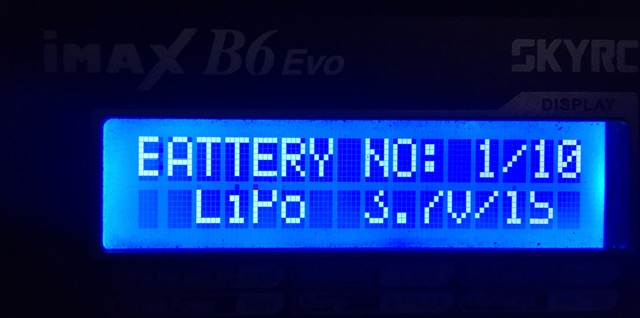 iMAX B6 Evo
SKYRC
DISPLAY
BATTERY NO: 1/10
LiPo 3.7V/1S